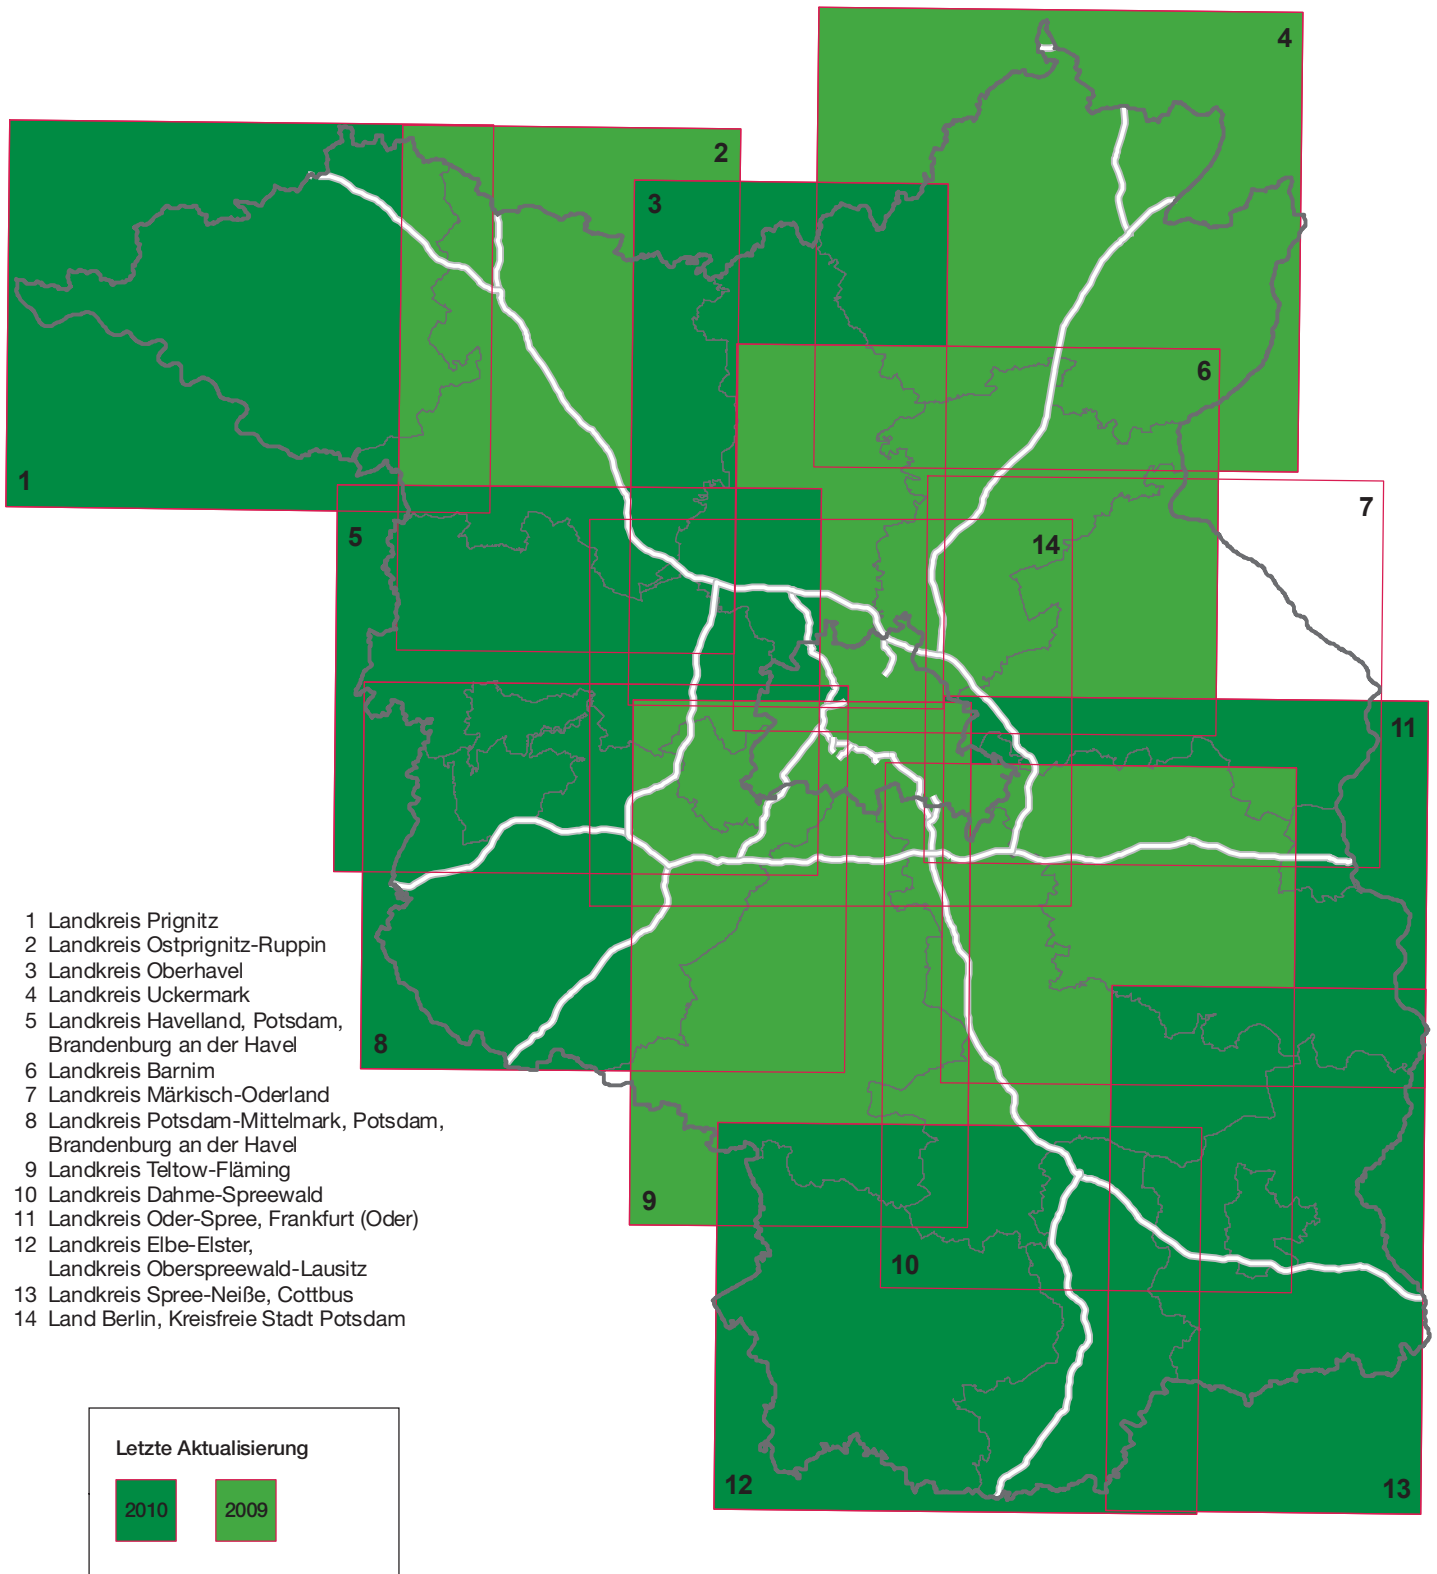 4
2
3
6
1
7
5
14
11
1 Landkreis Prignitz
2 Landkreis Ostprignitz-Ruppin
3 Landkreis Oberhavel
4 Landkreis Uckermark
5 Landkreis Havelland, Potsdam,
Brandenburg an der Havel
6 Landkreis Barnim
7 Landkreis Märkisch-Oderland
8 Landkreis Potsdam-Mittelmark, Potsdam,
Brandenburg an der Havel
9 Landkreis Teltow-Fläming
10 Landkreis Dahme-Spreewald
11 Landkreis Oder-Spree, Frankfurt (Oder)
12 Landkreis Elbe-Elster,
Landkreis Oberspreewald-Lausitz
13 Landkreis Spree-Neiße, Cottbus
14 Land Berlin, Kreisfreie Stadt Potsdam
8
9
10
12
13
Letzte Aktualisierung
2010 2009